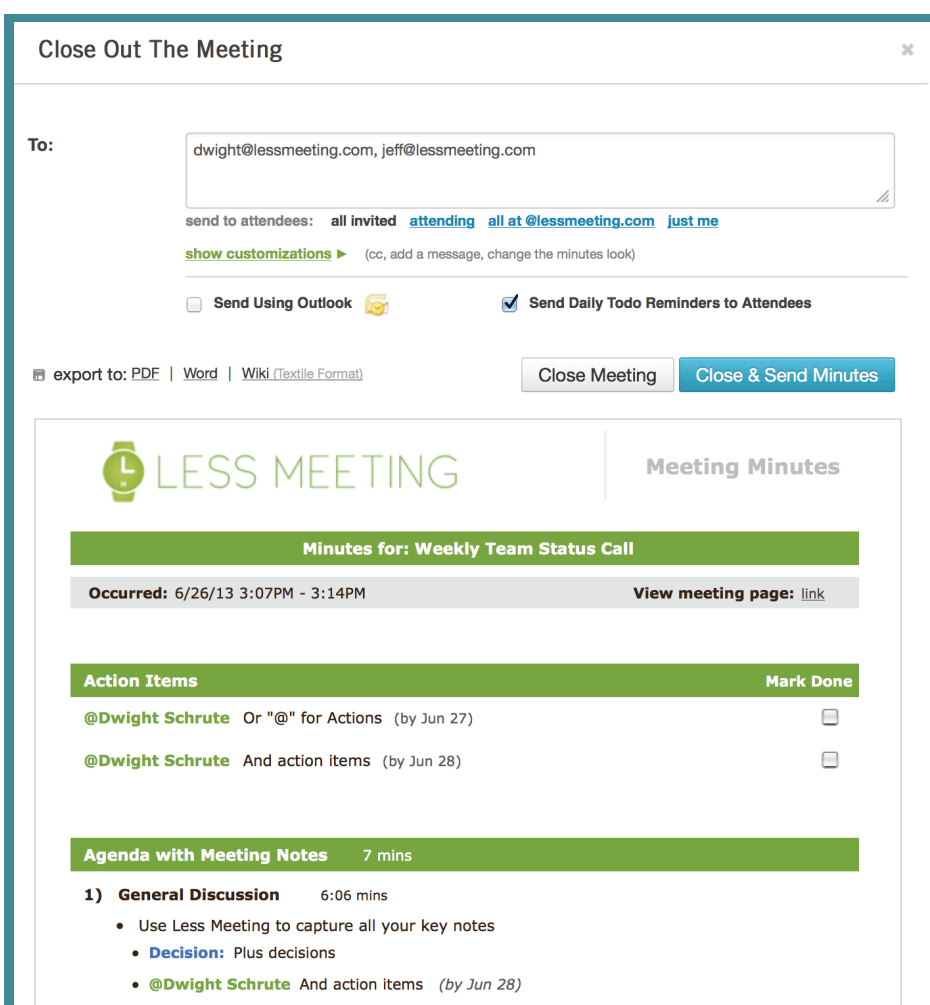 Close Out The Meeting ×
To: dwight@lessmeeting.com, jeff@lessmeeting.com
send to attendees: all invited attending all at @lessmeeting.com just me
show customizations ► (cc, add a message, change the minutes look)
Send Using Outlook Send Daily Todo Reminders to Attendees
export to: PDF | Word | Wiki (Textile Format) Close Meeting Close & Send Minutes
LESS MEETING Meeting Minutes
Minutes for: Weekly Team Status Call
Occurred: 6/26/13 3:07PM - 3:14PM View meeting page: link
Action Items Mark Done
@Dwight Schrute Or "@" for Actions (by Jun 27)
@Dwight Schrute And action items (by Jun 28)
Agenda with Meeting Notes 7 mins
1) General Discussion 6:06 mins
• Use Less Meeting to capture all your key notes
• Decision: Plus decisions
• @Dwight Schrute And action items (by Jun 28)